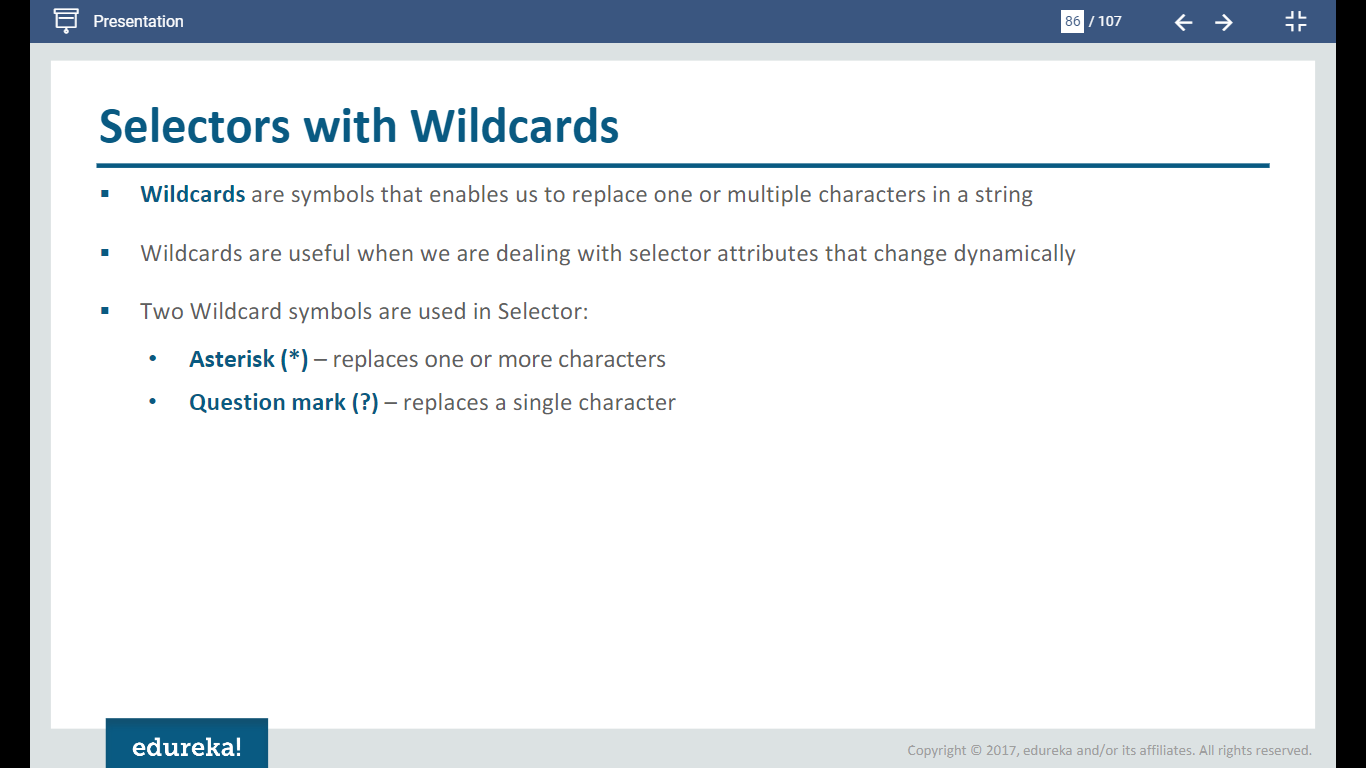 Presentation
86 / 107
Selectors with Wildcards
▪ Wildcards are symbols that enables us to replace one or multiple characters in a string
▪ Wildcards are useful when we are dealing with selector attributes that change dynamically
▪ Two Wildcard symbols are used in Selector:
• Asterisk (*) – replaces one or more characters
• Question mark (?) – replaces a single character
edureka!
Copyright © 2017, edureka and/or its affiliates. All rights reserved.